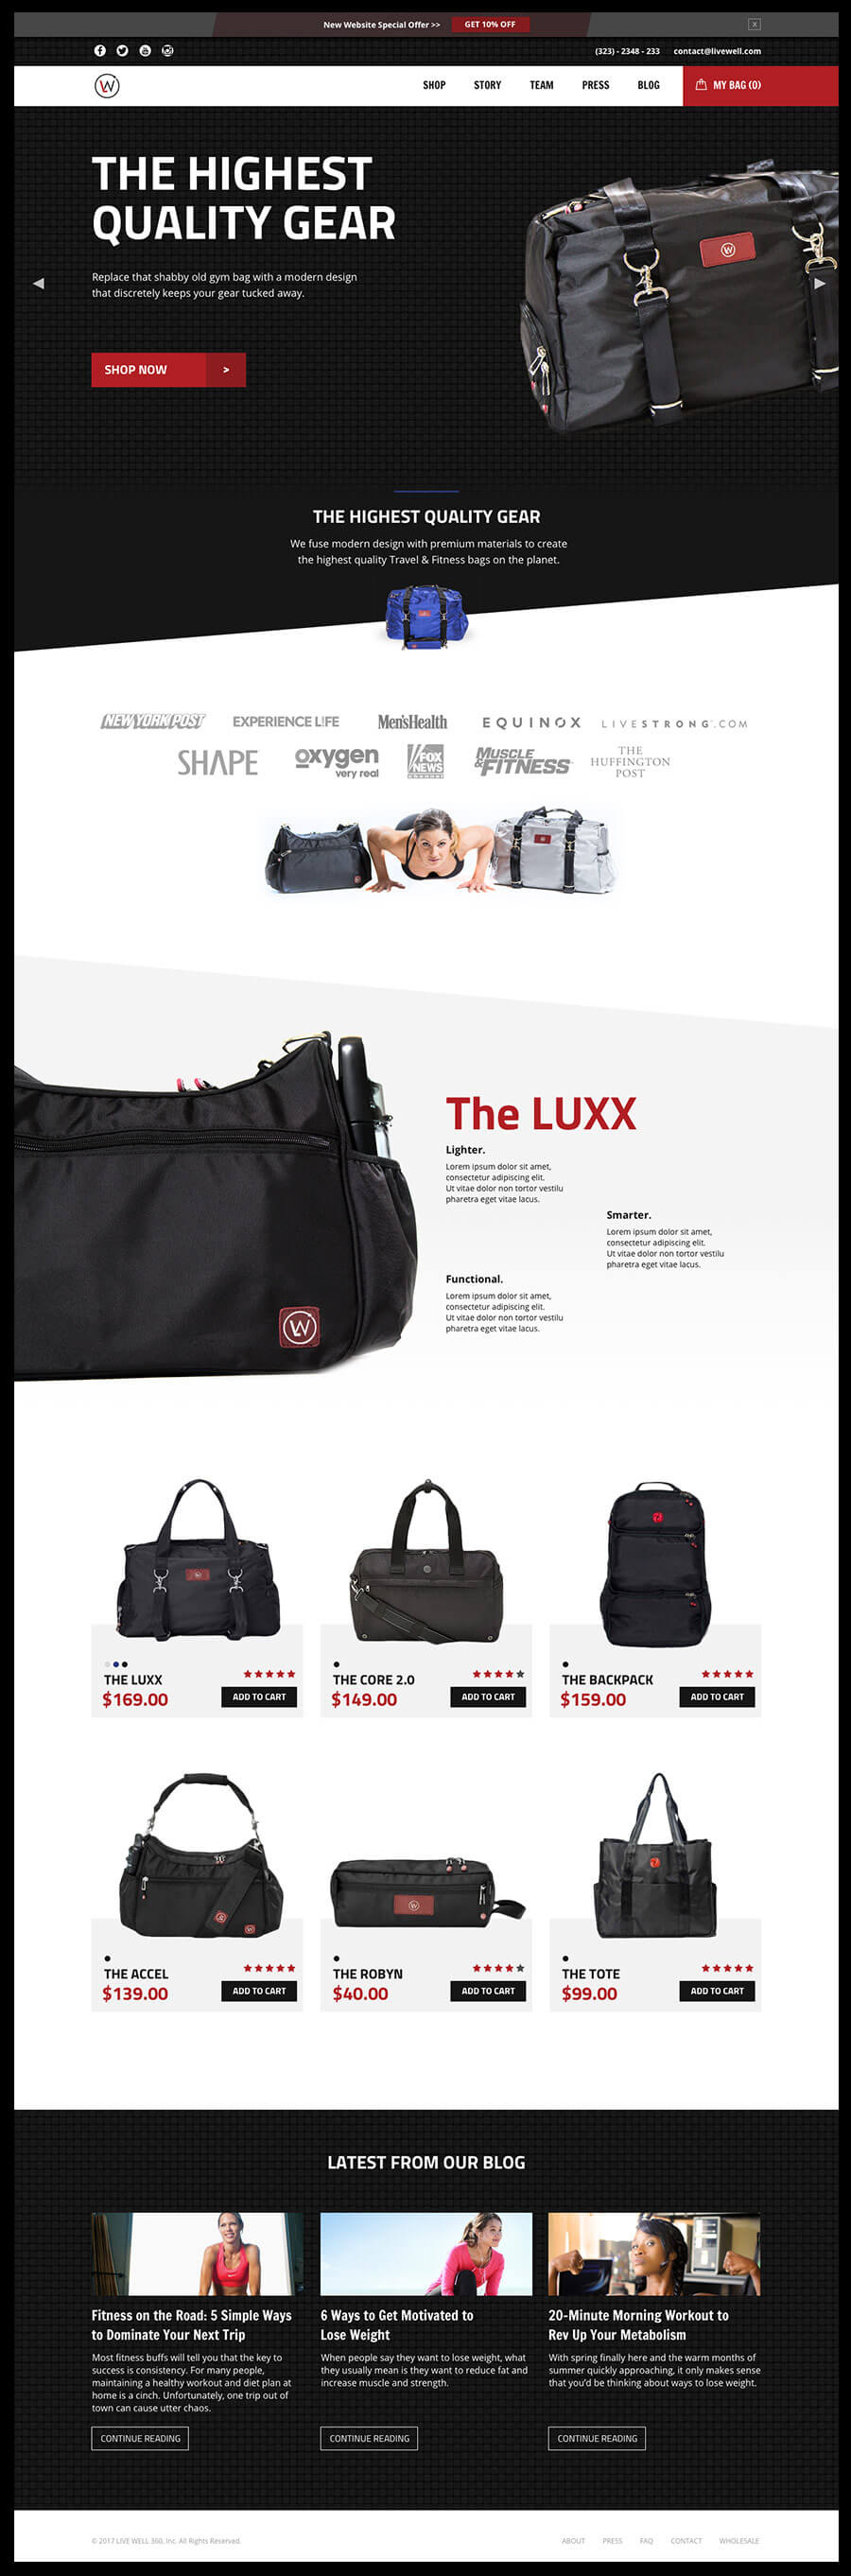 New Website Special Offer >> GET 10% OFF X
(323) - 2348 - 233 contact@livewell.com
LW SHOP STORY TEAM PRESS BLOG MY BAG (0)
THE HIGHEST
QUALITY GEAR
Replace that shabby old gym bag with a modern design
that discretely keeps your gear tucked away.
SHOP NOW >
THE HIGHEST QUALITY GEAR
We fuse modern design with premium materials to create
the highest quality Travel & Fitness bags on the planet.
NEW YORK POST EXPERIENCE L!FE Men'sHealth EQUINOX LIVESTRONG.COM
SHAPE oxygen
very real
FOX
NEWS
CHANNEL
MUSCLE
&FITNESS
THE
HUFFINGTON
POST
The LUXX
Lighter.
Lorem ipsum dolor sit amet,
consectetur adipiscing elit.
Ut vitae dolor non tortor vestilu
pharetra eget vitae lacus.
Smarter.
Lorem ipsum dolor sit amet,
consectetur adipiscing elit.
Ut vitae dolor non tortor vestilu
pharetra eget vitae lacus.
Functional.
Lorem ipsum dolor sit amet,
consectetur adipiscing elit.
Ut vitae dolor non tortor vestilu
pharetra eget vitae lacus.
LW
THE LUXX
$169.00 ADD TO CART
THE CORE 2.0
$149.00 ADD TO CART
THE BACKPACK
$159.00 ADD TO CART
THE ACCEL
$139.00 ADD TO CART
THE ROBYN
$40.00 ADD TO CART
THE TOTE
$99.00 ADD TO CART
LATEST FROM OUR BLOG
Fitness on the Road: 5 Simple Ways
to Dominate Your Next Trip
Most fitness buffs will tell you that the key to
success is consistency. For many people,
maintaining a healthy workout and diet plan at
home is a cinch. Unfortunately, one trip out of
town can cause utter chaos.
CONTINUE READING
6 Ways to Get Motivated to
Lose Weight
When people say they want to lose weight, what
they usually mean is they want to reduce fat and
increase muscle and strength.
CONTINUE READING
20-Minute Morning Workout to
Rev Up Your Metabolism
With spring finally here and the warm months of
summer quickly approaching, it only makes sense
that you'd be thinking about ways to lose weight.
CONTINUE READING
© 2017 LIVE WELL 360, Inc. All Rights Reserved. ABOUT PRESS FAQ CONTACT WHOLESALE